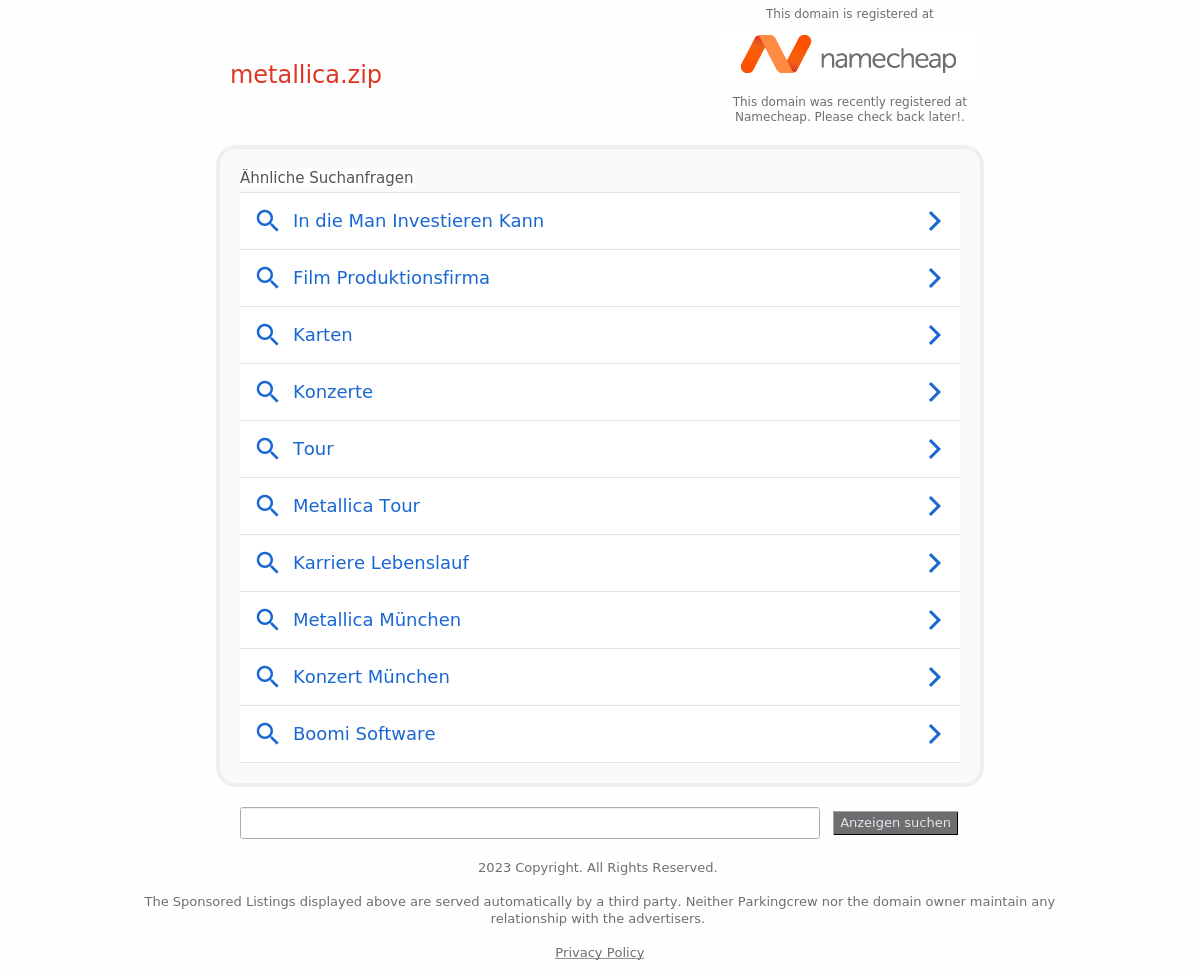 This domain is registered at
namecheap
metallica.zip
This domain was recently registered at
Namecheap. Please check back later!.
Ähnliche Suchanfragen
In die Man Investieren Kann
Film Produktionsfirma
Karten
Konzerte
Tour
Metallica Tour
Karriere Lebenslauf
Metallica München
Konzert München
Boomi Software
Anzeigen suchen
2023 Copyright. All Rights Reserved.
The Sponsored Listings displayed above are served automatically by a third party. Neither Parkingcrew nor the domain owner maintain any
relationship with the advertisers.
Privacy Policy